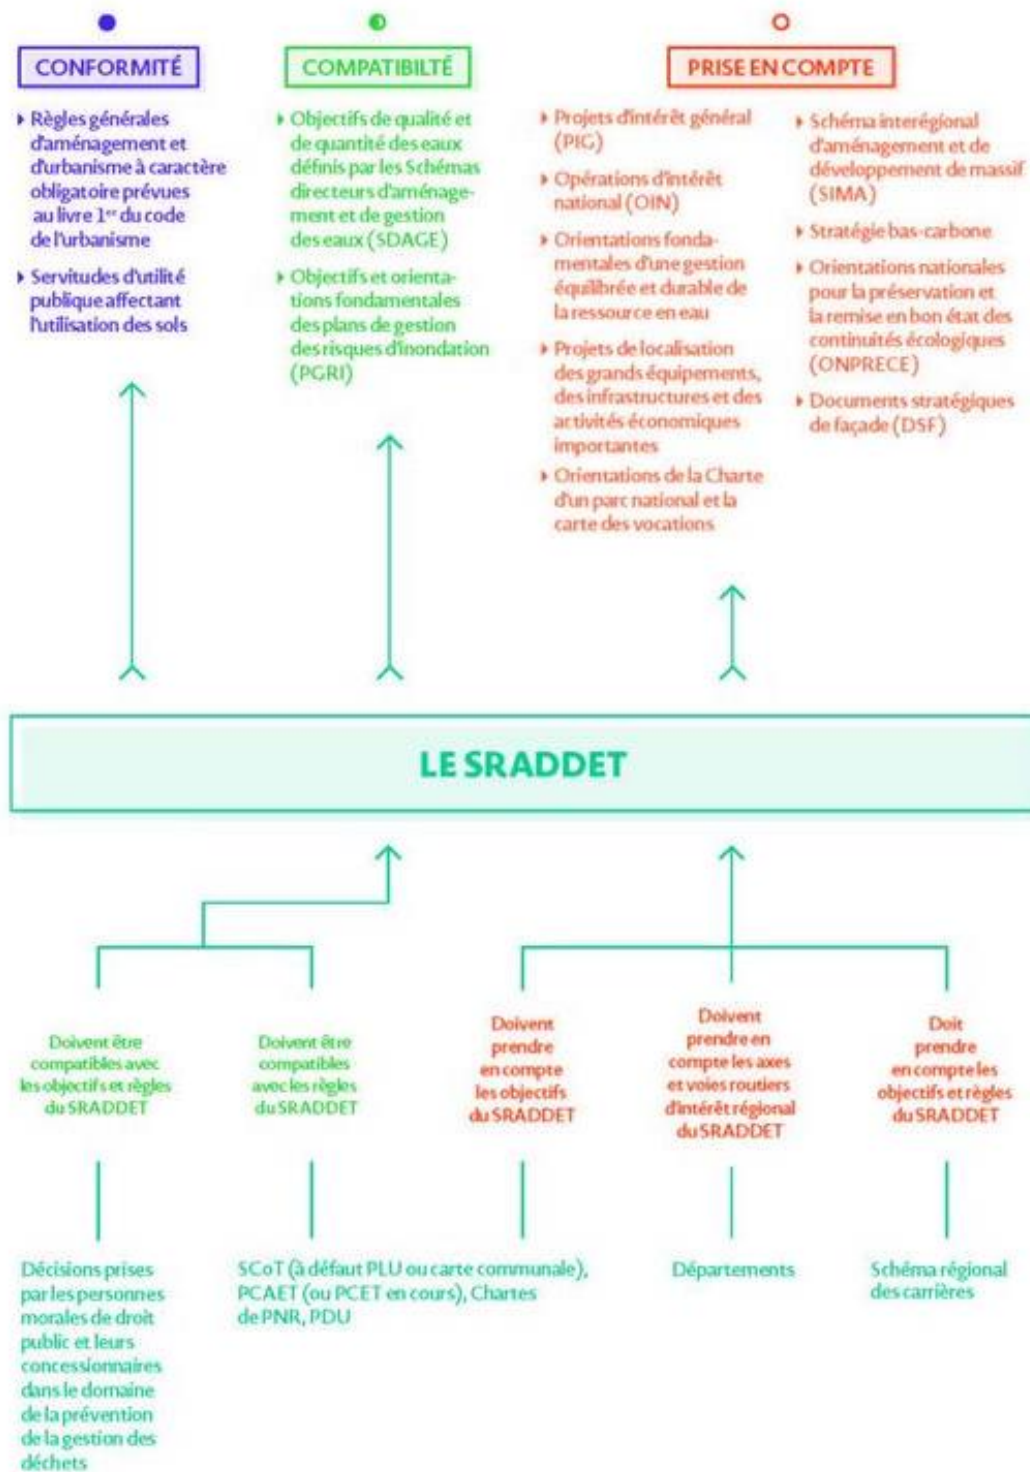 CONFORMITÉ
▸ Règles générales
d'aménagement et
d'urbanisme à caractère
obligatoire prévues
au livre 1er du code
de l'urbanisme
▸ Servitudes d'utilité
publique affectant
l'utilisation des sols
COMPATIBILTÉ
▸ Objectifs de qualité et
de quantité des eaux
définis par les Schémas
directeurs d'aménage-
ment et de gestion
des eaux (SDAGE)
▸ Objectifs et orienta-
tions fondamentales
des plans de gestion
des risques d'inondation
(PGRI)
PRISE EN COMPTE
▸ Projets d'intérêt général
(PIG)
▸ Opérations d'intérêt
national (OIN)
▸ Orientations fonda-
mentales d'une gestion
équilibrée et durable de
la ressource en eau
▸ Projets de localisation
des grands équipements,
des infrastructures et des
activités économiques
importantes
▸ Orientations de la Charte
d'un parc national et la
carte des vocations
▸ Schéma interégional
d'aménagement et de
développement de massif
(SIMA)
▸ Stratégie bas-carbone
▸ Orientations nationales
pour la préservation et
la remise en bon état des
continuités écologiques
(ONPRECE)
▸ Documents stratégiques
de façade (DSF)
LE SRADDET
Doivent être
compatibles avec
les objectifs et règles
du SRADDET
Doivent être
compatibles
avec les règles
du SRADDET
Doivent
prendre
en compte
les objectifs
du SRADDET
Doivent
prendre en
compte les axes
et voies routiers
d'intérêt régional
du SRADDET
Doit
prendre
en compte les
objectifs et règles
du SRADDET
Décisions prises
par les personnes
morales de droit
public et leurs
concessionnaires
dans le domaine
de la prévention
de la gestion des
déchets
SCoT (à défaut PLU ou carte communale),
PCAET (ou PCET en cours), Chartes
de PNR, PDU
Départements
Schéma régional
des carrières